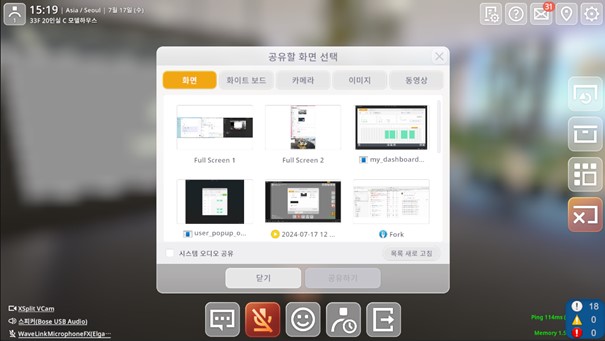 15:19 | Asia / Seoul | 7월 17일 (수)
33F 20인실 C 모델하우스
31
공유할 화면 선택
화면
화이트 보드
카메라
이미지
동영상
Full Screen 1
Full Screen 2
my_dashboard...
user_popup_o...
2024-07-17 12 ...
Fork
시스템 오디오 공유
목록 새로 고침
닫기
공유하기
XSplit VCam
스피커(Bose USB Audio)
WaveLinkMicrophoneFX(Elga...
Ping 114ms
Memory 1.
18
0
0